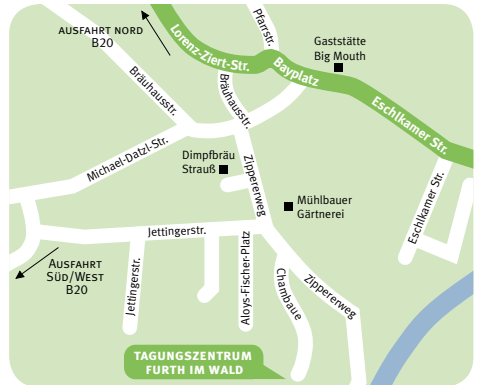 AUSFAHRT NORD
B20
Lorenz-Ziert-Str.
Pfarrstr.
Bayplatz
Gaststätte
Big Mouth
Bräuhausstr.
Bräuhausstr.
Eschlkamer Str.
Michael-Datzl-Str.
Dimpfbräu
Strauß
Zippererweg
Eschlkamer Str.
Mühlbauer
Gärtnerei
Jettingerstr.
AUSFAHRT
SÜD/WEST
B20
Jettingerstr.
Aloys-Fischer-Platz
Chambaue
Zippererweg
TAGUNGSZENTRUM
FURTH IM WALD